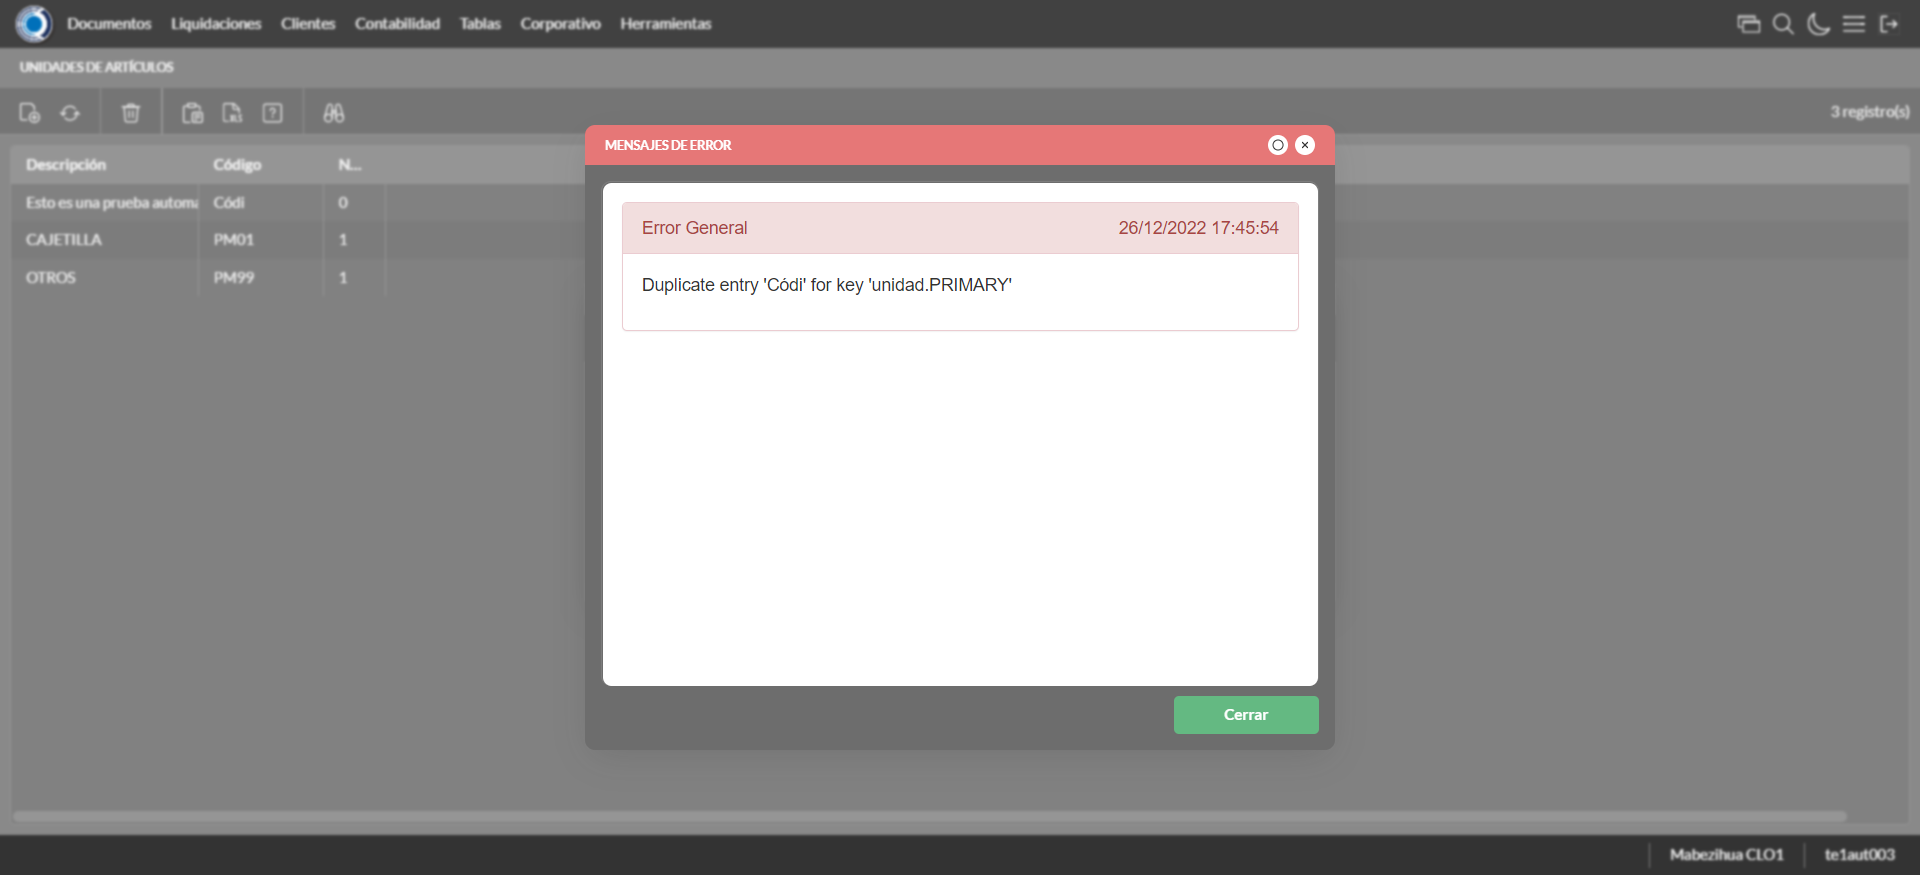 Documentos Liquidaciones Clientes Contabilidad Tablas Corporativo Herramientas
UNIDADES DE ARTÍCULOS
3 registro(s)
MENSAJES DE ERROR
Descripción Código N...
Esto es una prueba automa Códi 0
CAJETILLA PM01 1
OTROS PM99 1
Error General 26/12/2022 17:45:54
Duplicate entry 'Códi' for key 'unidad.PRIMARY'
Cerrar
Mabezihua CLO1 te1aut003